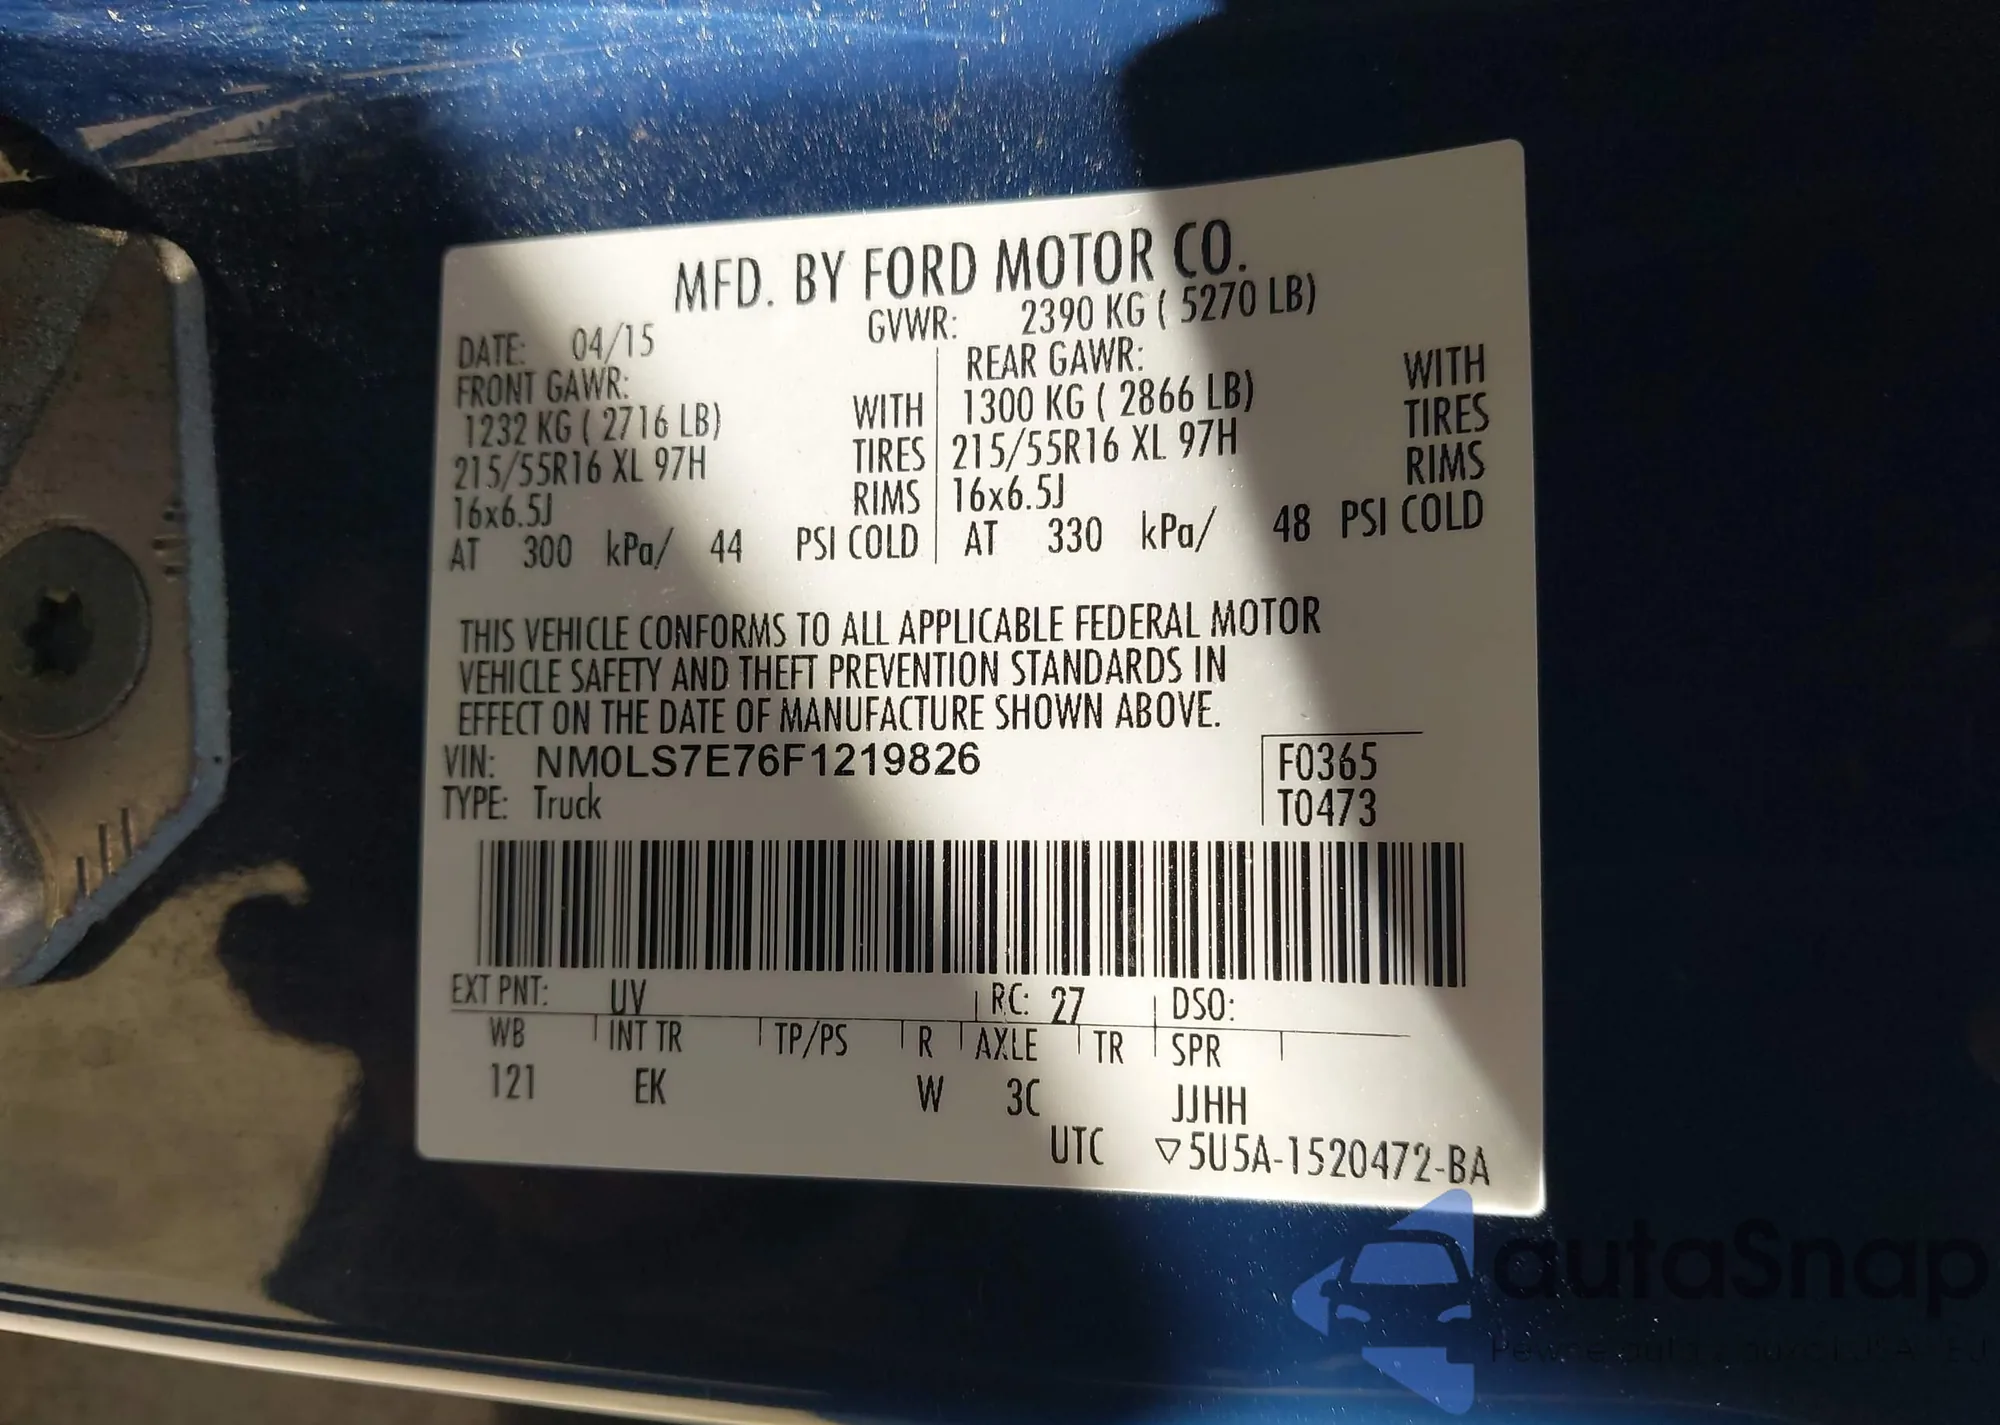 MFD. BY FORD MOTOR CO.
DATE: 04/15 GVWR: 2390 KG ( 5270 LB)
FRONT GAWR: REAR GAWR:
1232 KG ( 2716 LB) WITH 1300 KG ( 2866 LB) WITH
215/55R16 XL 97H TIRES 215/55R16 XL 97H TIRES
16x6.5J RIMS 16x6.5J RIMS
AT 300 kPa/ 44 PSI COLD AT 330 kPa/ 48 PSI COLD
THIS VEHICLE CONFORMS TO ALL APPLICABLE FEDERAL MOTOR
VEHICLE SAFETY AND THEFT PREVENTION STANDARDS IN
EFFECT ON THE DATE OF MANUFACTURE SHOWN ABOVE.
VIN: NM0LS7E76F1219826 F0365
TYPE: Truck T0473
EXT PNT: UV RC: 27 DSO:
WB INT TR TP/PS R AXLE TR SPR
121 EK W 3C JJHH
UTC ▽5U5A-1520472-BA
autaSnap